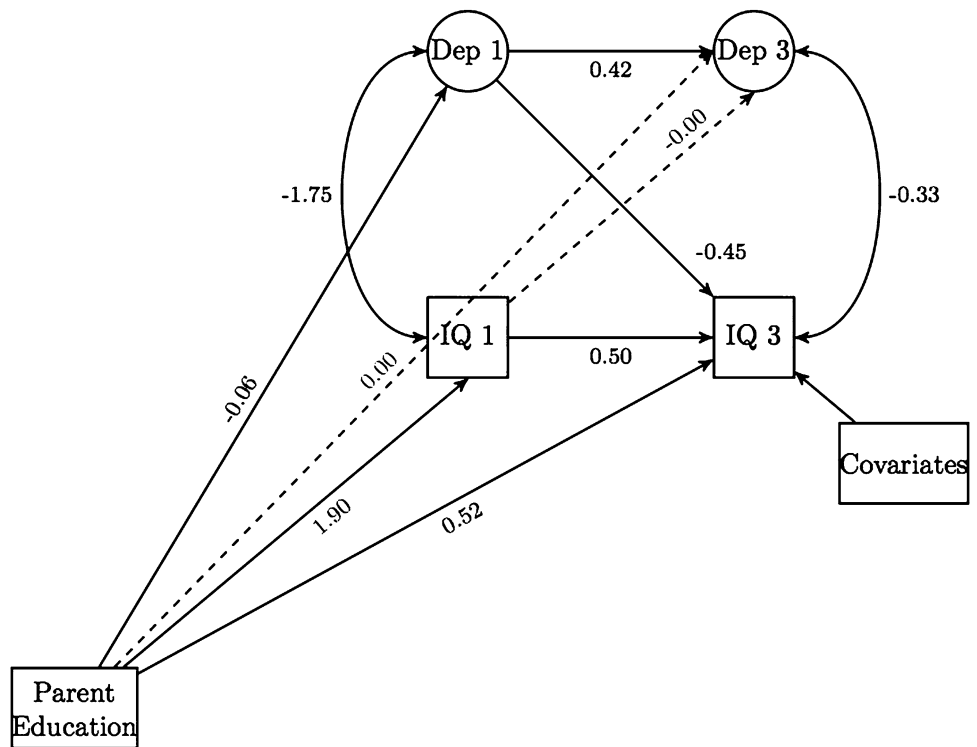 Dep 1
Dep 3
0.42
-0.00
-1.75
-0.33
-0.45
IQ 1
IQ 3
0.50
0.00
-0.06
Covariates
1.90
0.52
Parent
Education